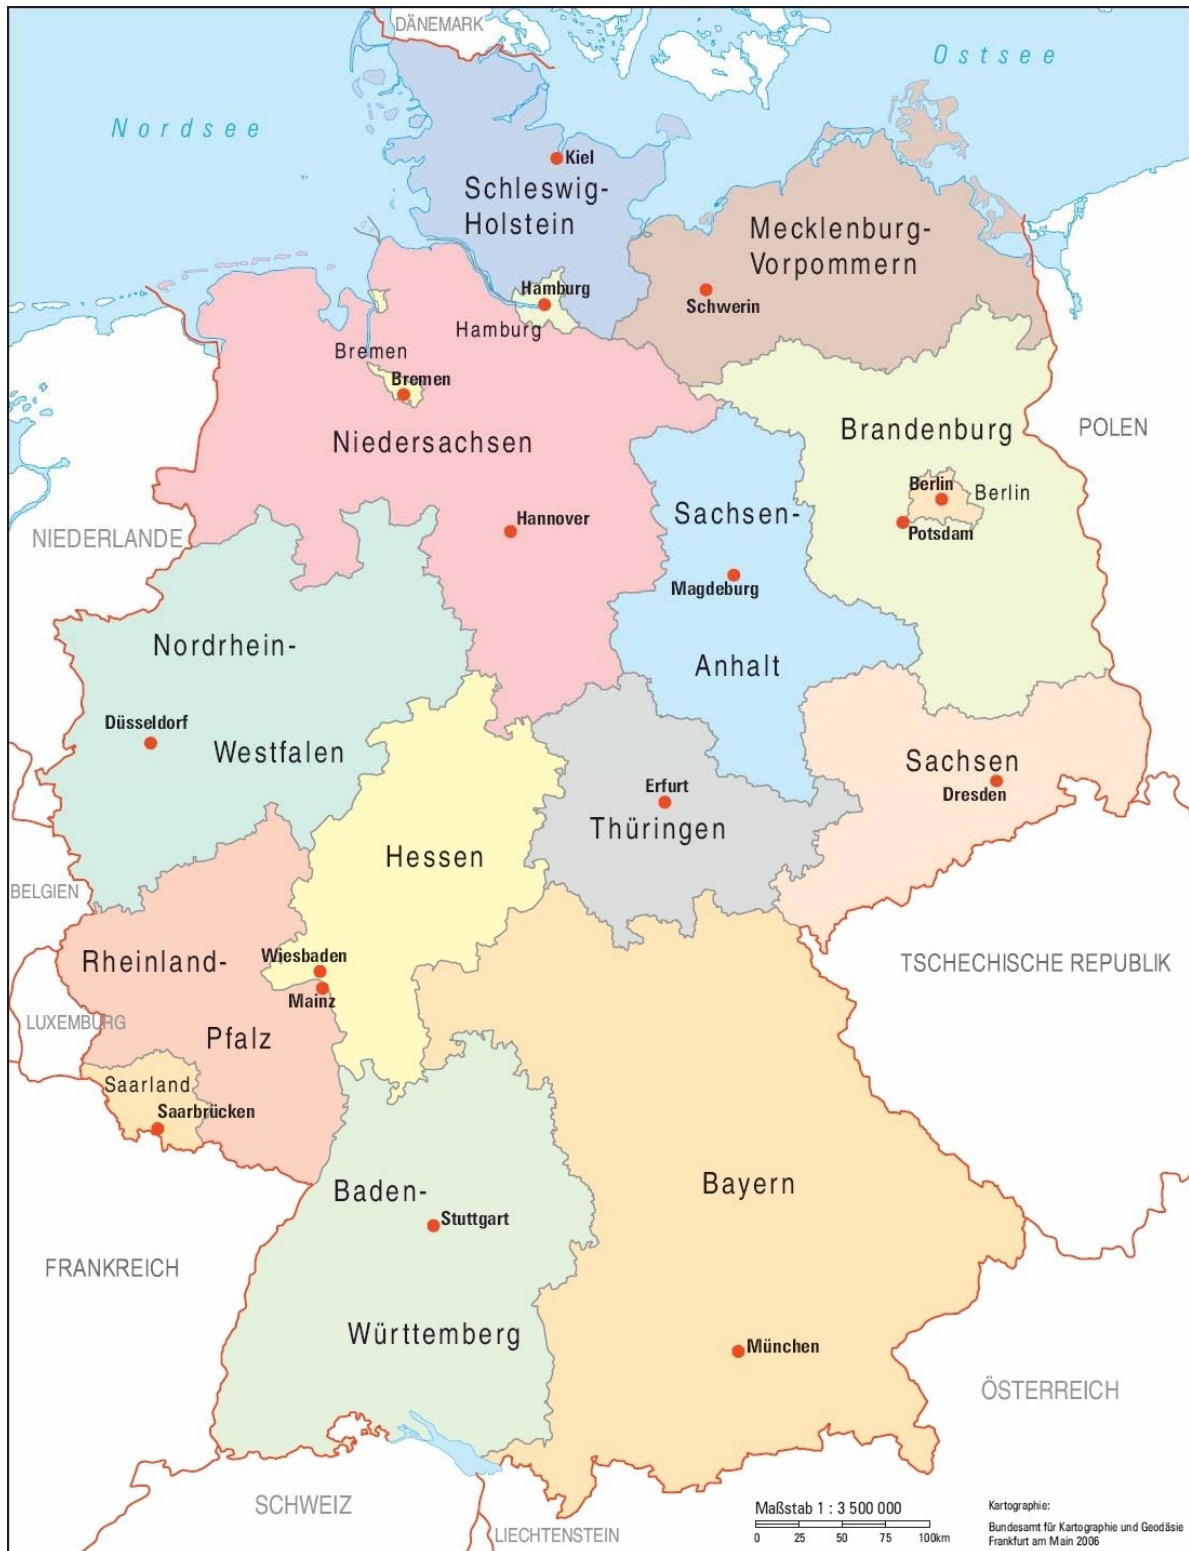 DÄNEMARK
Ostsee
Nordsee
Kiel
Schleswig-
Holstein
Mecklenburg-
Vorpommern
Hamburg
Schwerin
Hamburg
Bremen
Bremen
Niedersachsen
Brandenburg
POLEN
Berlin
Berlin
Sachsen-
Hannover
Potsdam
NIEDERLANDE
Magdeburg
Nordrhein-
Anhalt
Düsseldorf
Westfalen
Sachsen
Erfurt
Dresden
Thüringen
Hessen
BELGIEN
Rheinland-
Wiesbaden
TSCHECHISCHE REPUBLIK
Mainz
LUXEMBURG
Pfalz
Saarland
Saarbrücken
Bayern
Baden-
Stuttgart
FRANKREICH
Württemberg
München
ÖSTERREICH
SCHWEIZ
LIECHTENSTEIN
Maßstab 1 : 3 500 000
0 25 50 75 100km
Kartographie:
Bundesamt für Kartographie und Geodäsie
Frankfurt am Main 2006